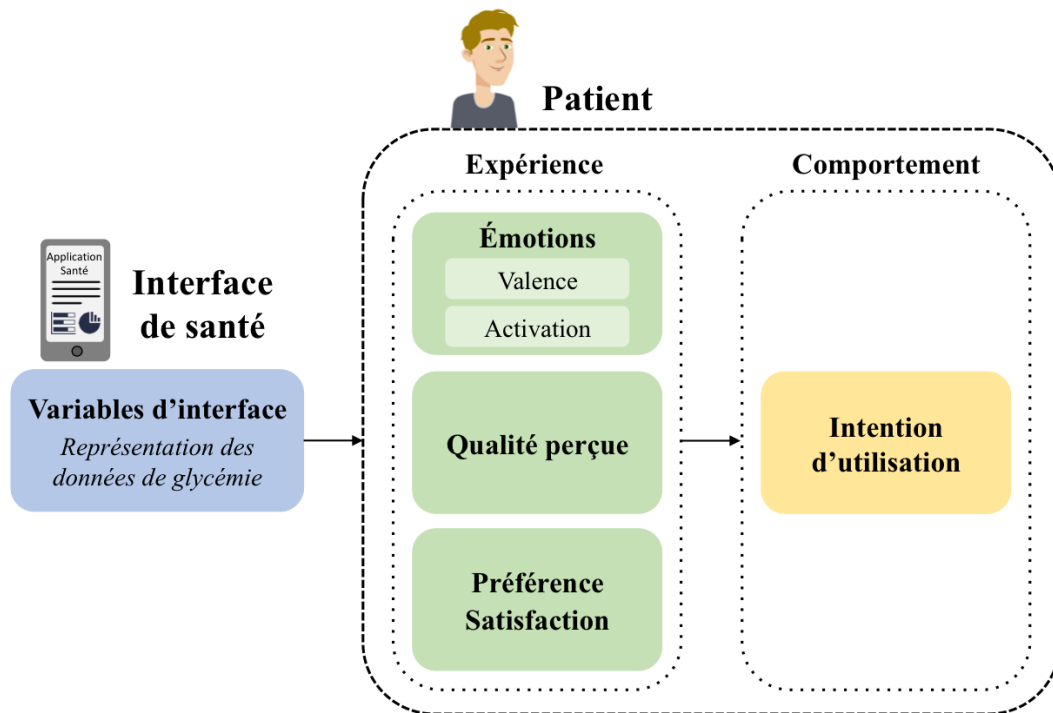 Patient
Expérience
Comportement
Émotions
Valence
Activation
Application
Santé
Interface
de santé
Variables d’interface
Représentation des
données de glycémie
Qualité perçue
Intention
d’utilisation
Préférence
Satisfaction